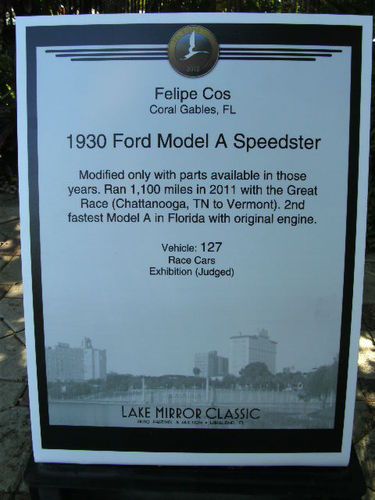 2012
Felipe Cos
Coral Gables, FL
1930 Ford Model A Speedster
Modified only with parts available in those
years. Ran 1,100 miles in 2011 with the Great
Race (Chattanooga, TN to Vermont). 2nd
fastest Model A in Florida with original engine.
Vehicle: 127
Race Cars
Exhibition (Judged)
LAKE MIRROR CLASSIC